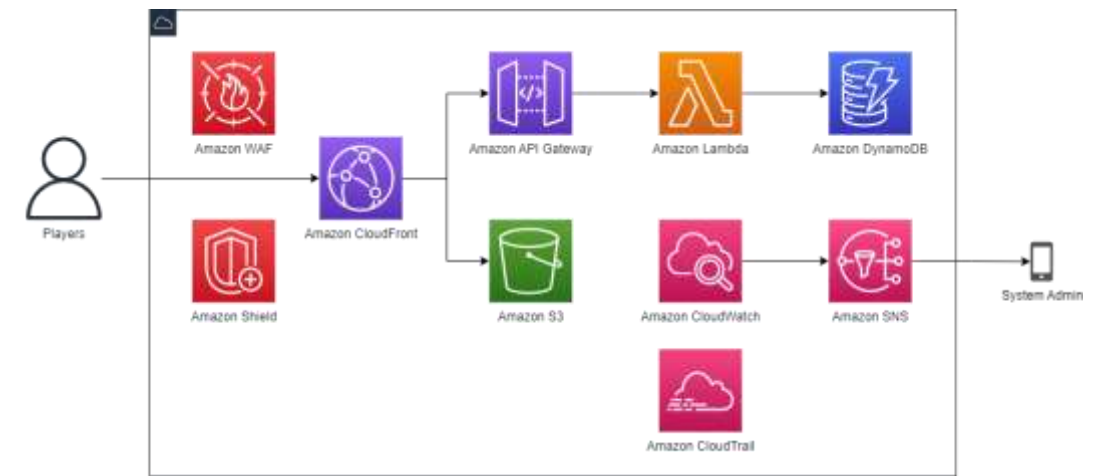 Amazon WAF
Amazon API Gateway
Amazon Lambda
Amazon DynamoDB
Players
Amazon CloudFront
Amazon Shield
Amazon S3
Amazon CloudWatch
Amazon SNS
System Admin
Amazon CloudTrail